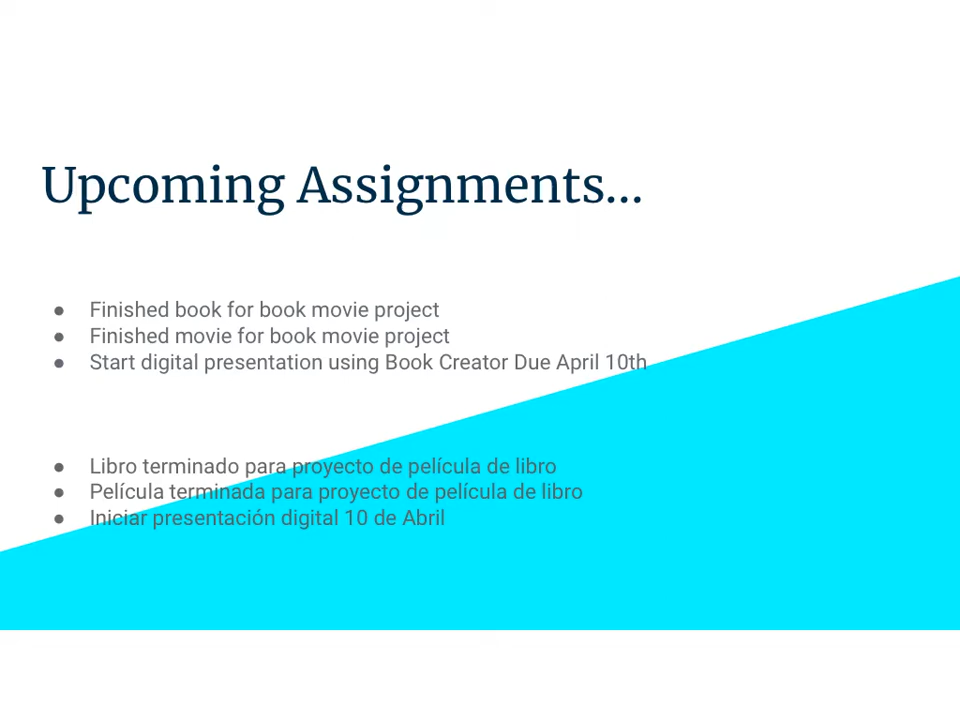 Upcoming Assignments...
● Finished book for book movie project
● Finished movie for book movie project
● Start digital presentation using Book Creator Due April 10th
● Libro terminado para proyecto de película de libro
● Película terminada para proyecto de película de libro
● Iniciar presentación digital 10 de Abril